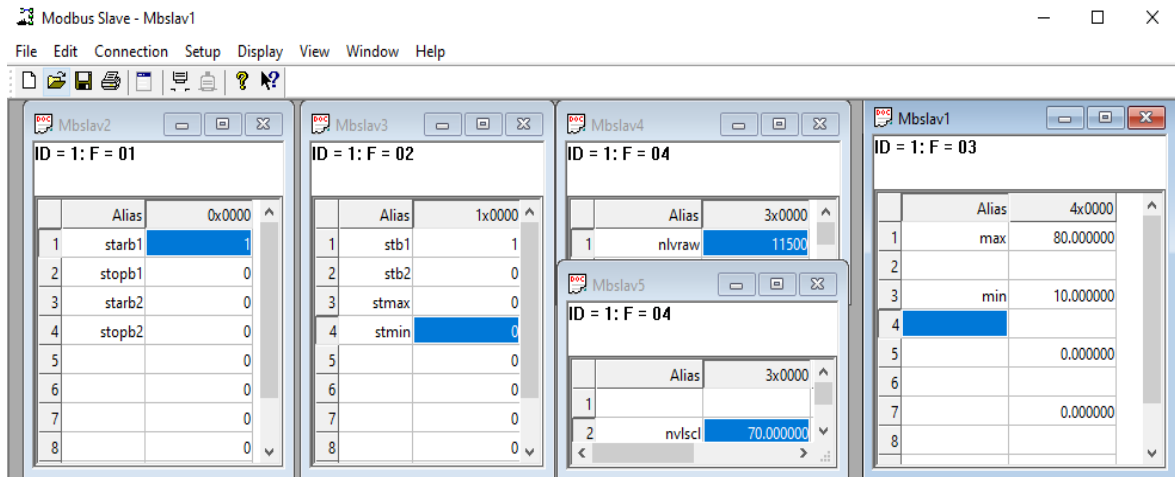 Modbus Slave - Mbslav1
File Edit Connection Setup Display View Window Help
Mbslav2
ID = 1: F = 01
Alias 0x0000
1 starb1 1
2 stopb1 0
3 starb2 0
4 stopb2 0
5 0
6 0
7 0
8 0
Mbslav3
ID = 1: F = 02
Alias 1x0000
1 stb1 1
2 stb2 0
3 stmax 0
4 stmin 0
5 0
6 0
7 0
8 0
Mbslav4
ID = 1: F = 04
Alias 3x0000
1 nlvraw 11500
Mbslav5
ID = 1: F = 04
Alias 3x0000
1
2 nvlscl 70.000000
Mbslav1
ID = 1: F = 03
Alias 4x0000
1 max 80.000000
2
3 min 10.000000
4
5 0.000000
6
7 0.000000
8